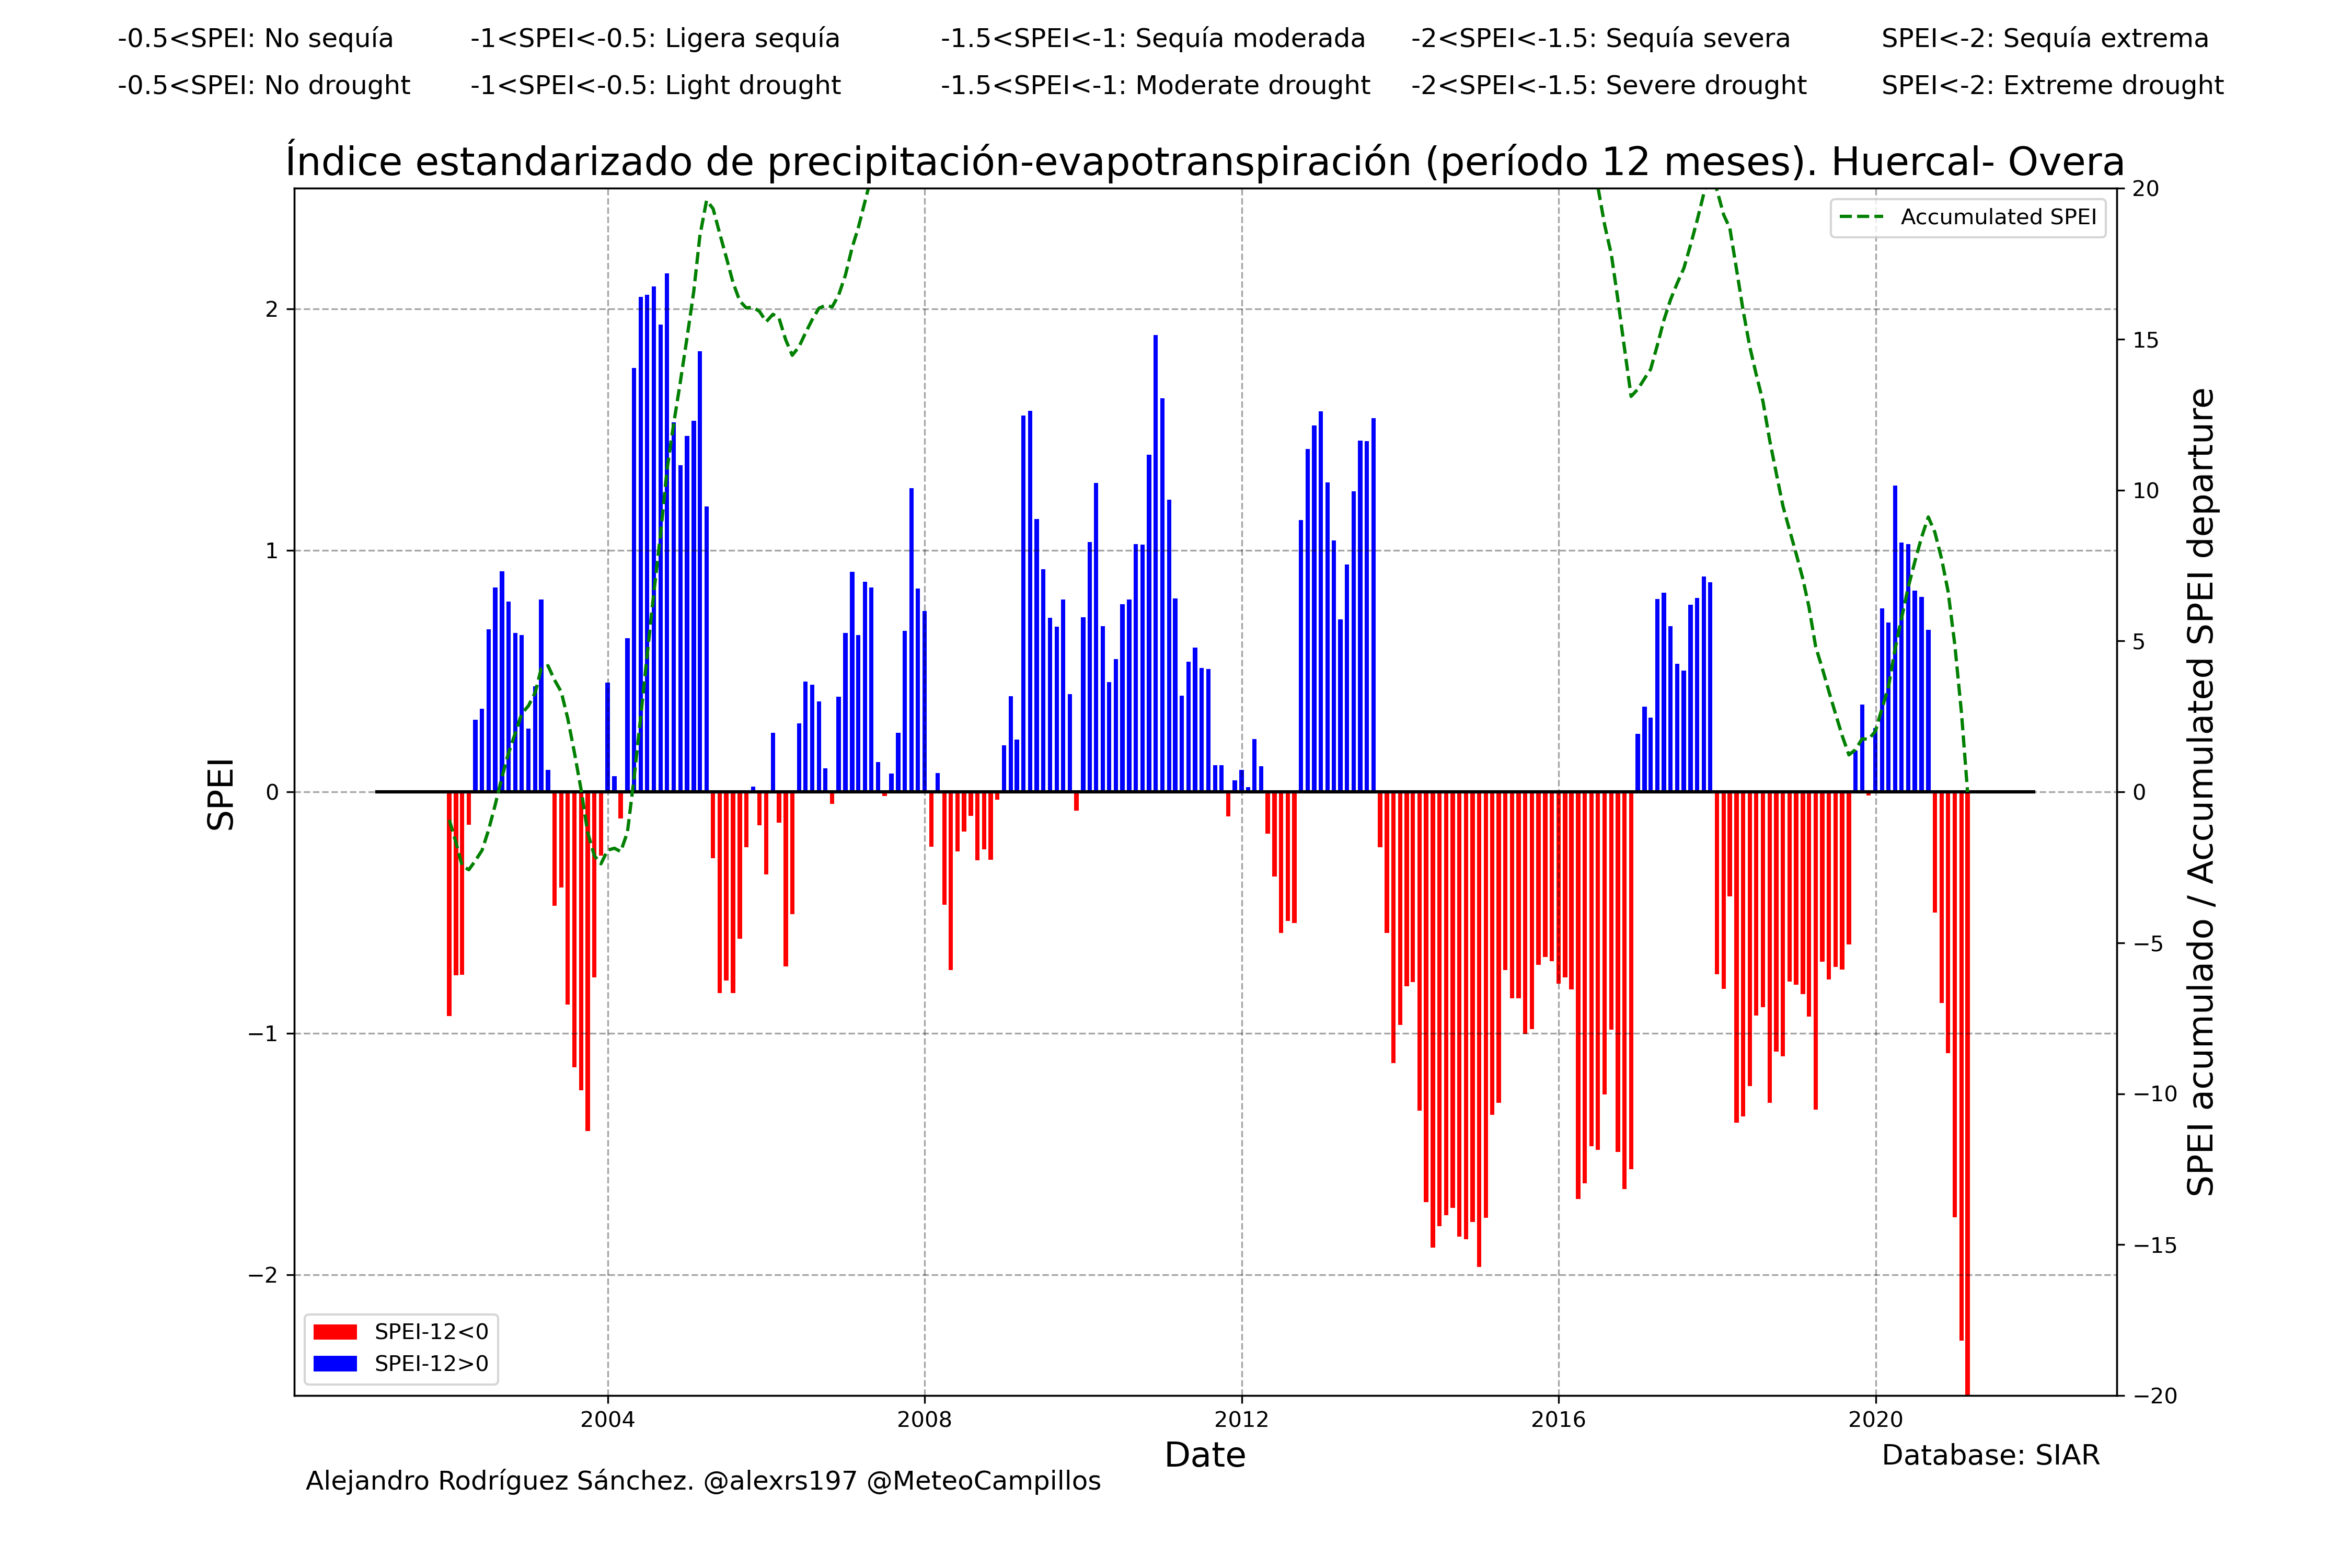 -0.5<SPEI: No sequía -1<SPEI<-0.5: Ligera sequía -1.5<SPEI<-1: Sequía moderada -2<SPEI<-1.5: Sequía severa SPEI<-2: Sequía extrema
-0.5<SPEI: No drought -1<SPEI<-0.5: Light drought -1.5<SPEI<-1: Moderate drought -2<SPEI<-1.5: Severe drought SPEI<-2: Extreme drought
Índice estandarizado de precipitación-evapotranspiración (período 12 meses). Huercal- Overa
Accumulated SPEI
SPEI
2
1
0
−1
−2
20
15
10
5
0
−5
−10
−15
−20
SPEI acumulado / Accumulated SPEI departure
SPEI-12<0
SPEI-12>0
2004 2008 2012 2016 2020
Date
Database: SIAR
Alejandro Rodríguez Sánchez. @alexrs197 @MeteoCampillos